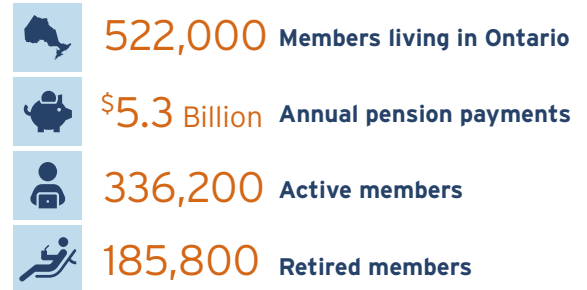 522,000 Members living in Ontario
$5.3 Billion Annual pension payments
336,200 Active members
185,800 Retired members